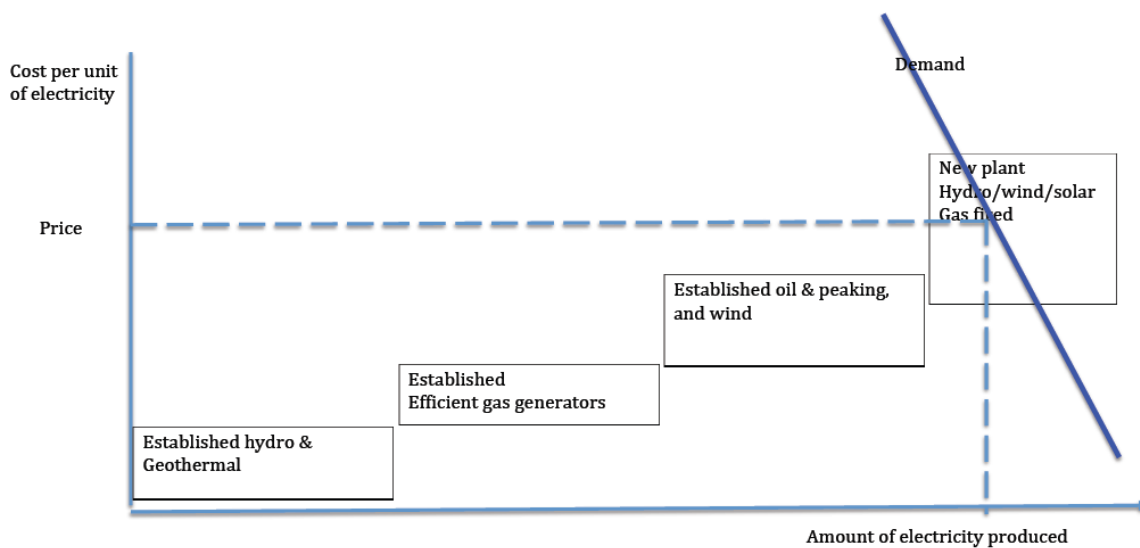 Cost per unit
of electricity
Demand
New plant
Hydro/wind/solar
Gas fired
Price
Established oil & peaking,
and wind
Established
Efficient gas generators
Established hydro &
Geothermal
Amount of electricity produced